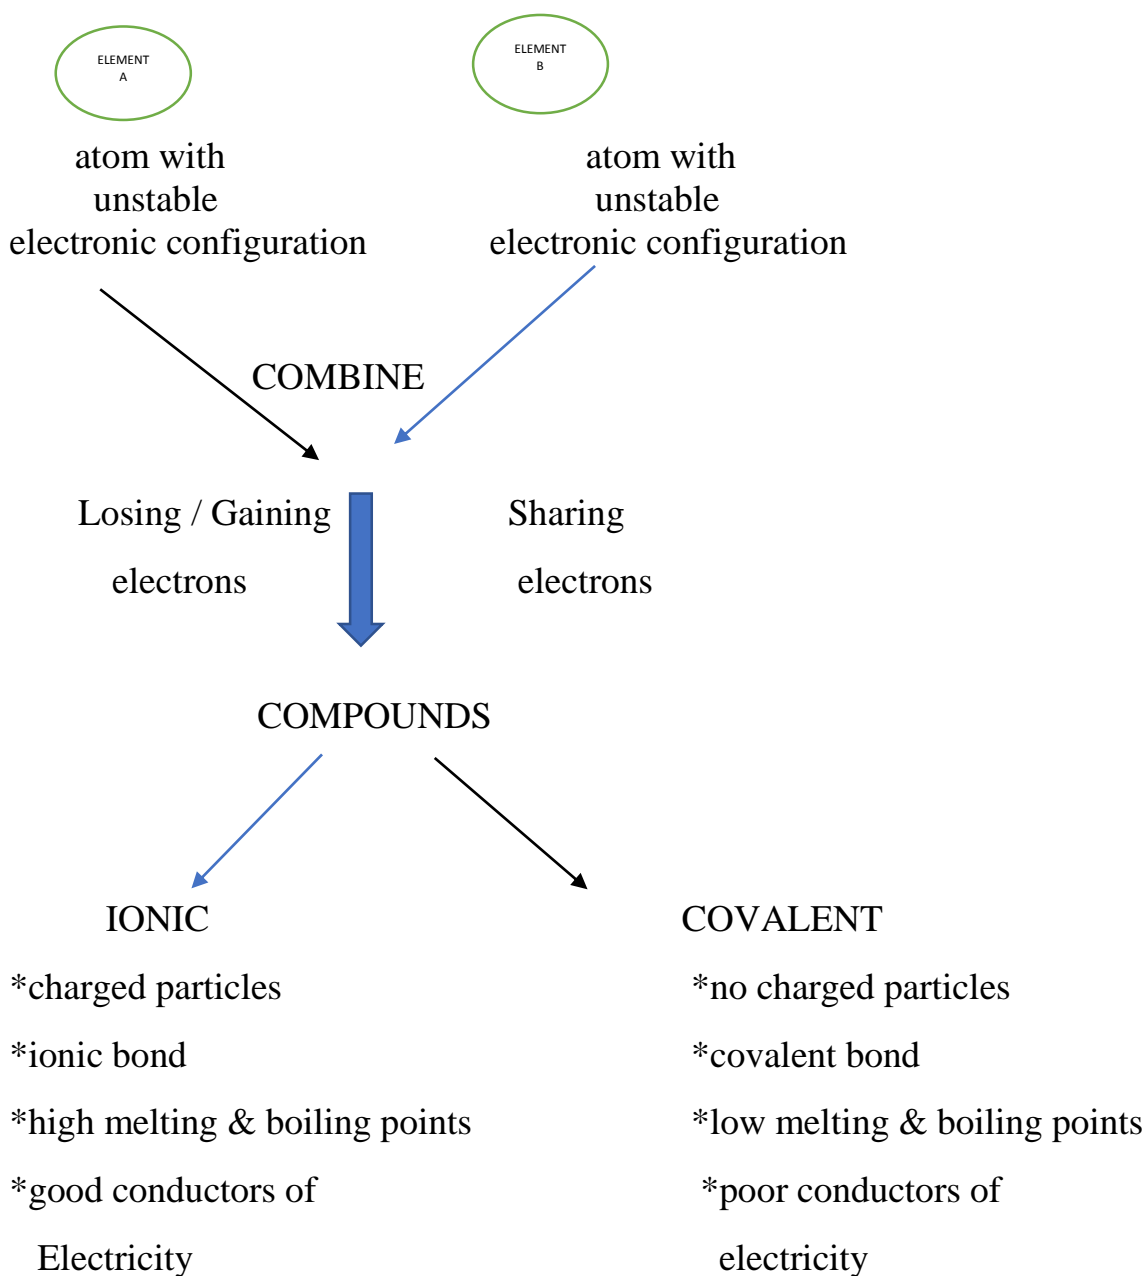 ELEMENT
A
ELEMENT
B
atom with
unstable
electronic configuration
atom with
unstable
electronic configuration
COMBINE
Losing / Gaining
electrons
Sharing
electrons
COMPOUNDS
IONIC
*charged particles
*ionic bond
*high melting & boiling points
*good conductors of
Electricity
COVALENT
*no charged particles
*covalent bond
*low melting & boiling points
*poor conductors of
electricity